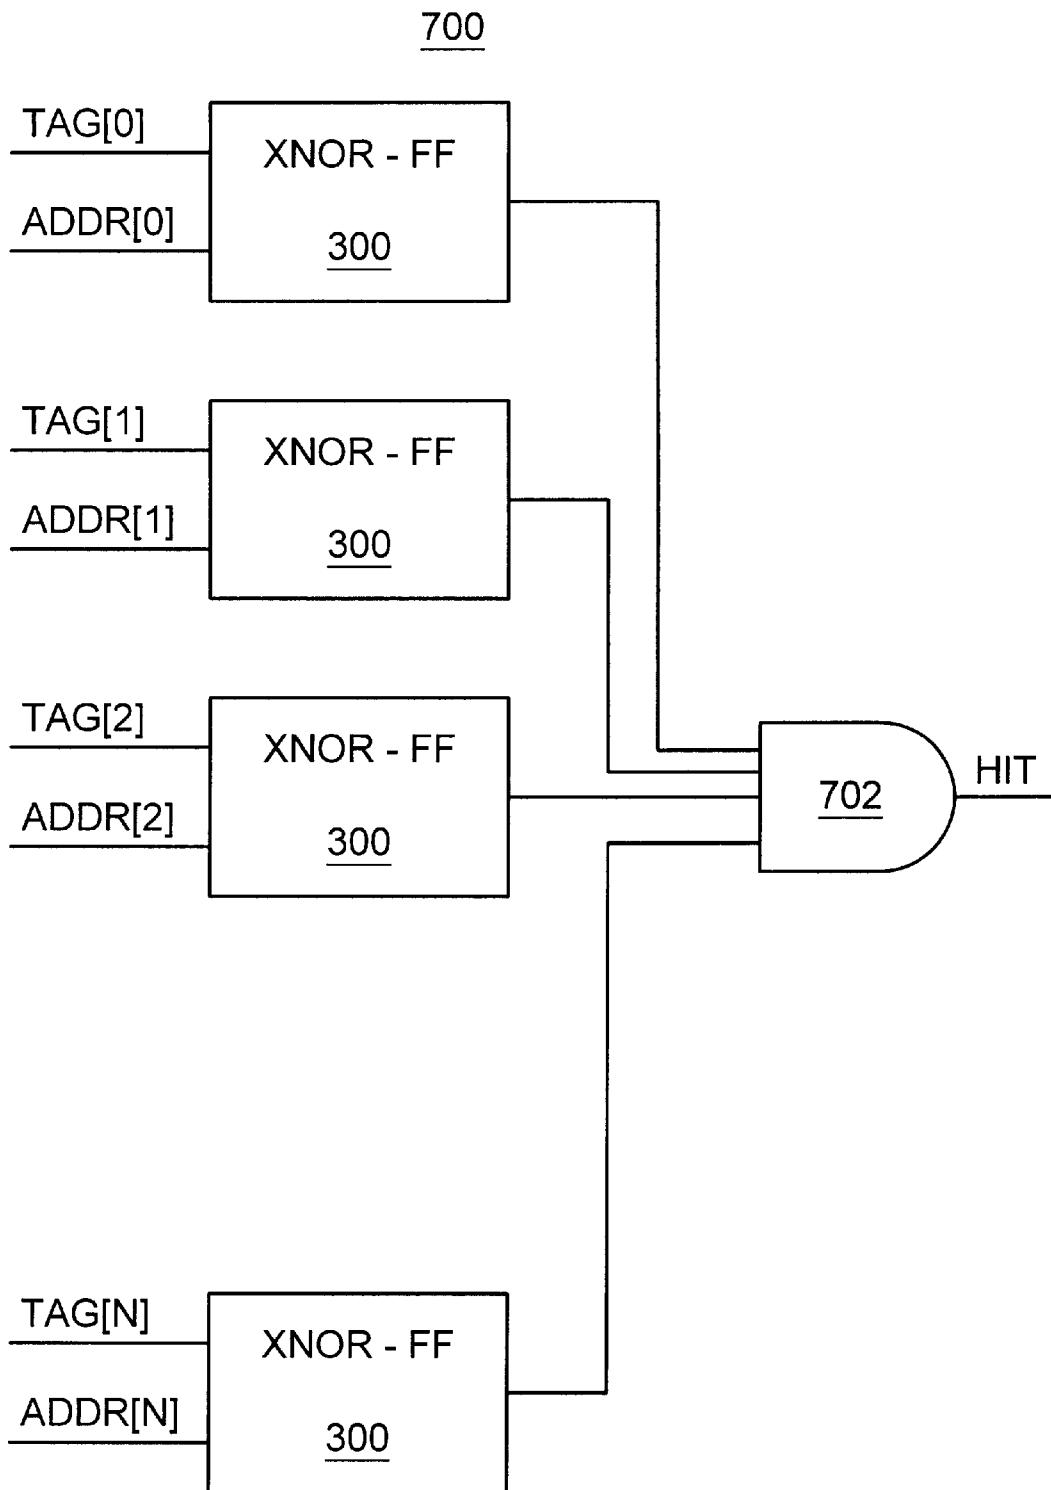 700
TAG[0]
XNOR - FF
ADDR[0]
300
TAG[1]
XNOR - FF
ADDR[1]
300
TAG[2]
XNOR - FF
ADDR[2]
300
HIT
702
TAG[N]
XNOR - FF
ADDR[N]
300